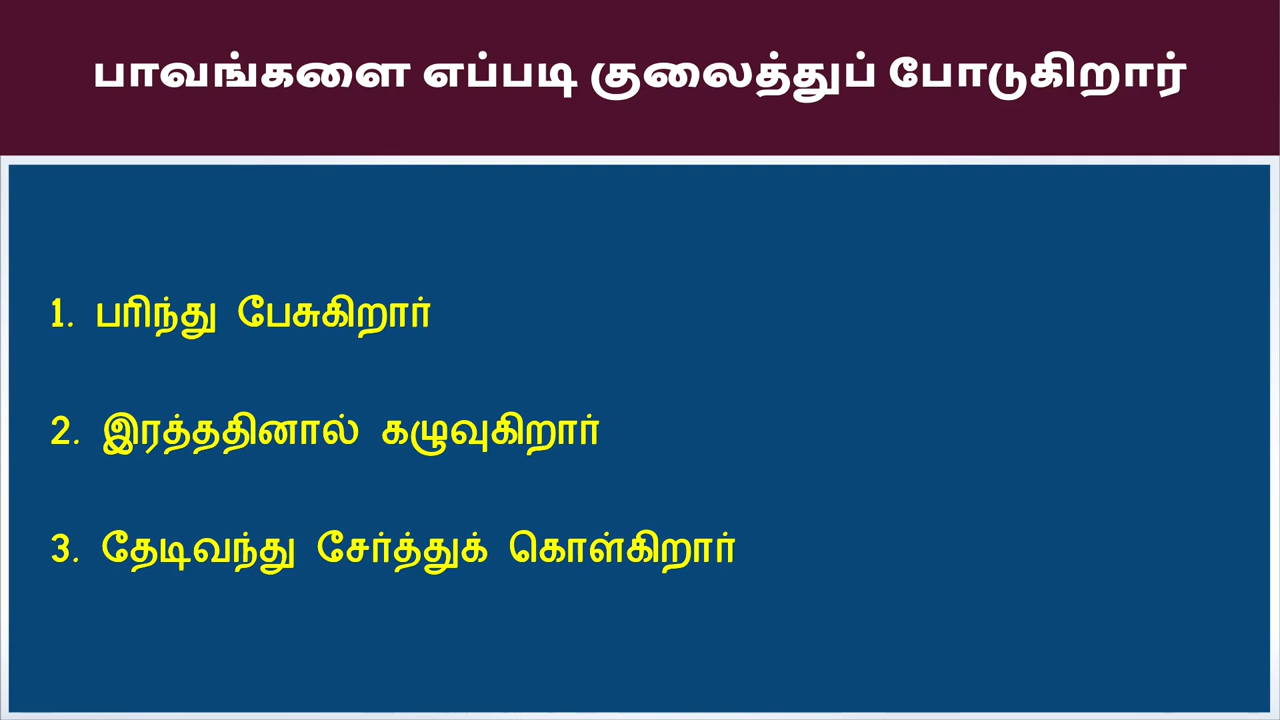 பாவங்களை எப்படி குலைத்துப் போடுகிறார்
1. பரிந்து பேசுகிறார்
2. இரத்ததினால் கழுவுகிறார்
3. தேடிவந்து சேர்த்துக் கொள்கிறார்